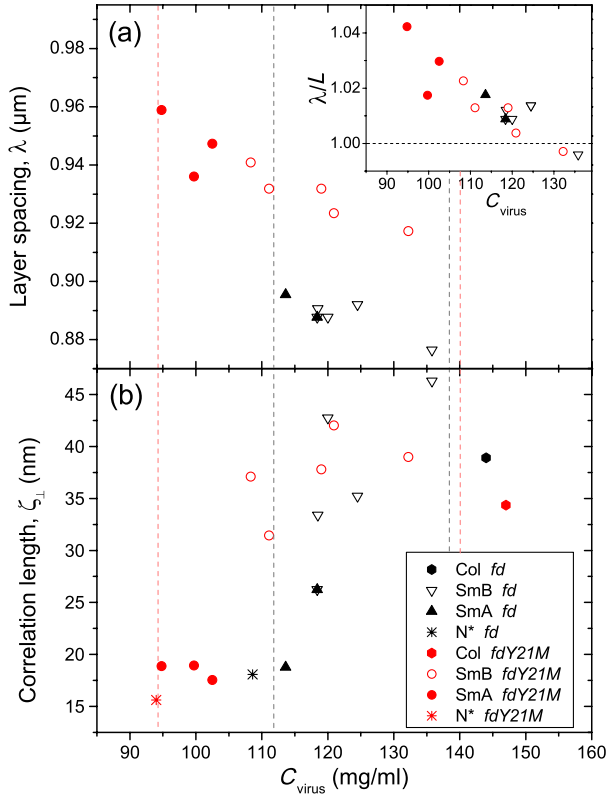 (a)
Layer spacing, λ (µm)
0.98
0.96
0.94
0.92
0.90
0.88
λ/L
1.04
1.02
1.00
90 100 110 120 130
C_virus
(b)
Correlation length, ζ⊥ (nm)
45
40
35
30
25
20
15
Col fd
SmB fd
SmA fd
N* fd
Col fdY21M
SmB fdY21M
SmA fdY21M
N* fdY21M
90 100 110 120 130 140 150 160
C_virus (mg/ml)